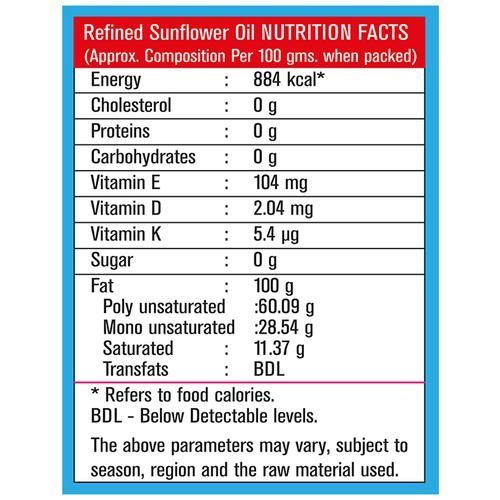 Refined Sunflower Oil NUTRITION FACTS
(Approx. Composition Per 100 gms. when packed)
Energy : 884 kcal*
Cholesterol : 0 g
Proteins : 0 g
Carbohydrates : 0 g
Vitamin E : 104 mg
Vitamin D : 2.04 mg
Vitamin K : 5.4 µg
Sugar : 0 g
Fat : 100 g
Poly unsaturated :60.09 g
Mono unsaturated :28.54 g
Saturated : 11.37 g
Transfats : BDL
* Refers to food calories.
BDL - Below Detectable levels.
The above parameters may vary, subject to
season, region and the raw material used.